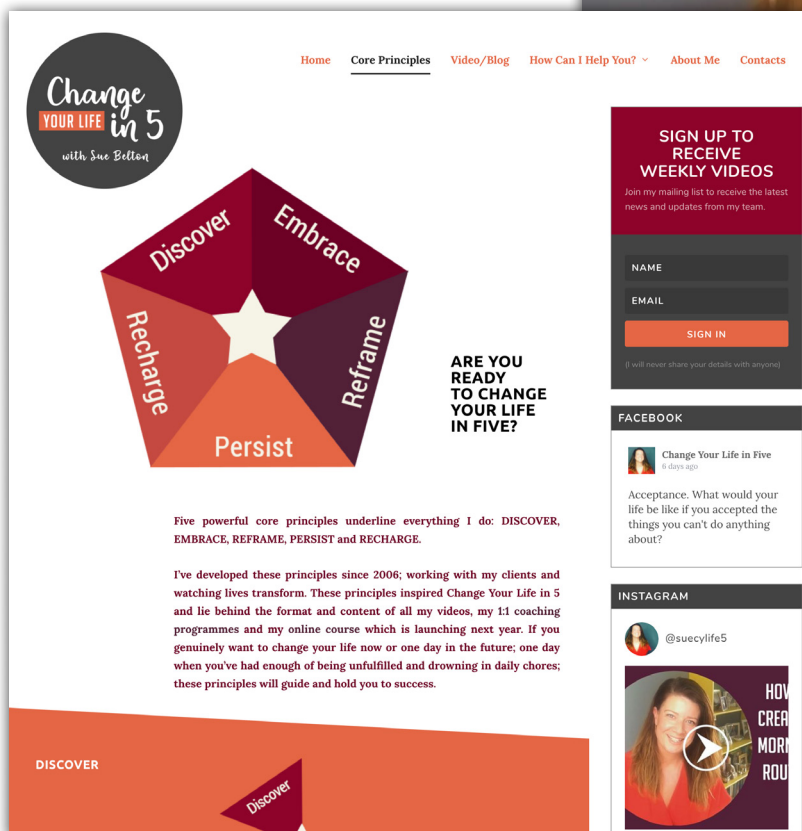 Change
YOUR LIFE in 5
with Sue Belton
Home Core Principles Video/Blog How Can I Help You? About Me Contacts
Discover
Embrace
Recharge
Reframe
Persist
ARE YOU
READY
TO CHANGE
YOUR LIFE
IN FIVE?
Five powerful core principles underline everything I do: DISCOVER,
EMBRACE, REFRAME, PERSIST and RECHARGE.
I've developed these principles since 2006; working with my clients and
watching lives transform. These principles inspired Change Your Life in 5
and lie behind the format and content of all my videos, my 1:1 coaching
programmes and my online course which is launching next year. If you
genuinely want to change your life now or one day in the future; one day
when you've had enough of being unfulfilled and drowning in daily chores;
these principles will guide and hold you to success.
DISCOVER
Discover
SIGN UP TO
RECEIVE
WEEKLY VIDEOS
Join my mailing list to receive the latest
news and updates from my team.
NAME
EMAIL
SIGN IN
(I will never share your details with anyone)
FACEBOOK
Change Your Life in Five
6 days ago
Acceptance. What would your
life be like if you accepted the
things you can't do anything
about?
INSTAGRAM
@suecylife5
HOW
CREA
MORN
ROU